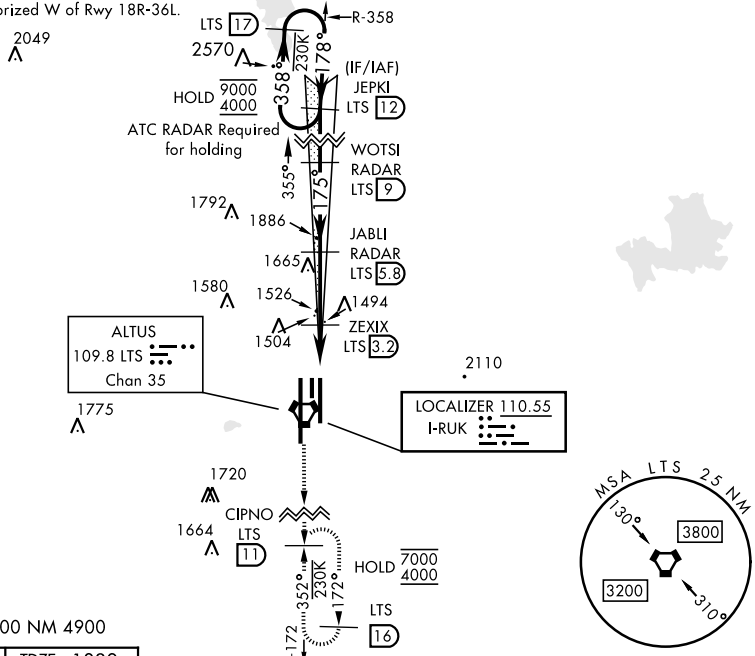 orized W of Rwy 18R-36L.
2049
LTS 17
R-358
2570
358°
230K
178°
(IF/IAF)
JEPKI
LTS 12
HOLD 9000
4000
ATC RADAR Required
for holding
355°
175°
WOTSI
RADAR
LTS 9
1792
1886
JABLI
RADAR
LTS 5.8
1665
1580
1526
1494
1504
ZEXIX
LTS 3.2
ALTUS
109.8 LTS
Chan 35
2110
1775
LOCALIZER 110.55
I-RUK
1720
CIPNO
LTS
11
1664
HOLD 7000
4000
352°
230K
172°
LTS
16
MSA LTS 25 NM
130°
3800
3200
310°
00 NM 4900
-172